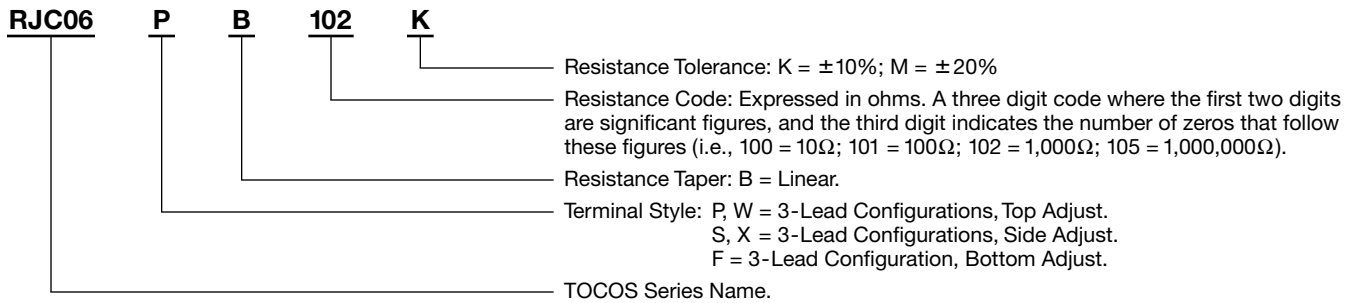 RJC06 P B 102 K
Resistance Tolerance: K = ±10%; M = ±20%
Resistance Code: Expressed in ohms. A three digit code where the first two digits
are significant figures, and the third digit indicates the number of zeros that follow
these figures (i.e., 100 = 10Ω; 101 = 100Ω; 102 = 1,000Ω; 105 = 1,000,000Ω).
Resistance Taper: B = Linear.
Terminal Style: P, W = 3-Lead Configurations, Top Adjust.
S, X = 3-Lead Configurations, Side Adjust.
F = 3-Lead Configuration, Bottom Adjust.
TOCOS Series Name.